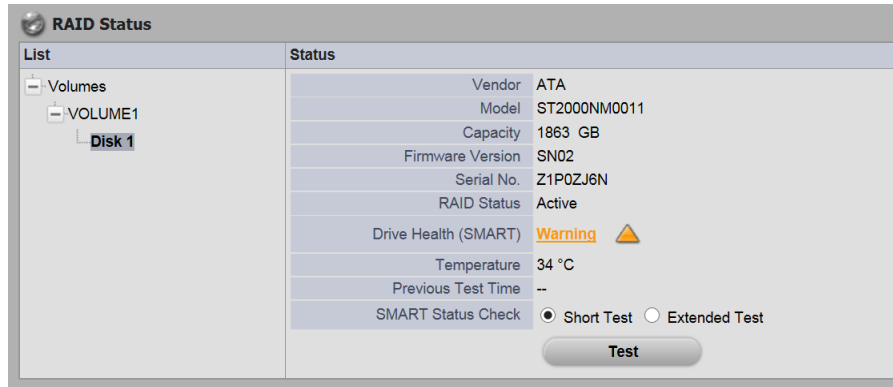 RAID Status
List
Status
Volumes
VOLUME1
Disk 1
Vendor ATA
Model ST2000NM0011
Capacity 1863 GB
Firmware Version SN02
Serial No. Z1P0ZJ6N
RAID Status Active
Drive Health (SMART) Warning
Temperature 34 °C
Previous Test Time --
SMART Status Check Short Test Extended Test
Test